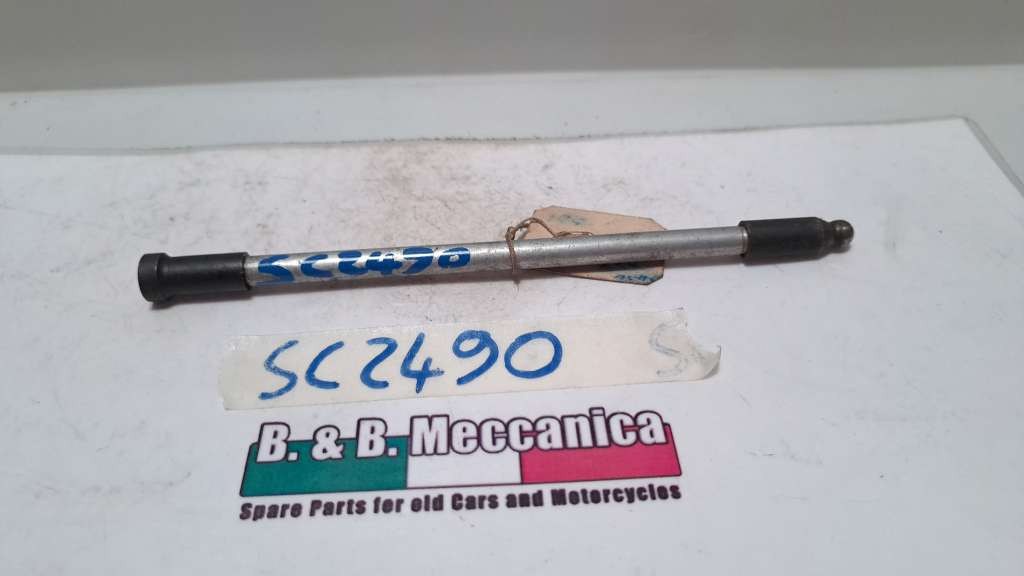 SC2490
SC2490
B. & B. Meccanica
Spare Parts for old Cars and Motorcycles